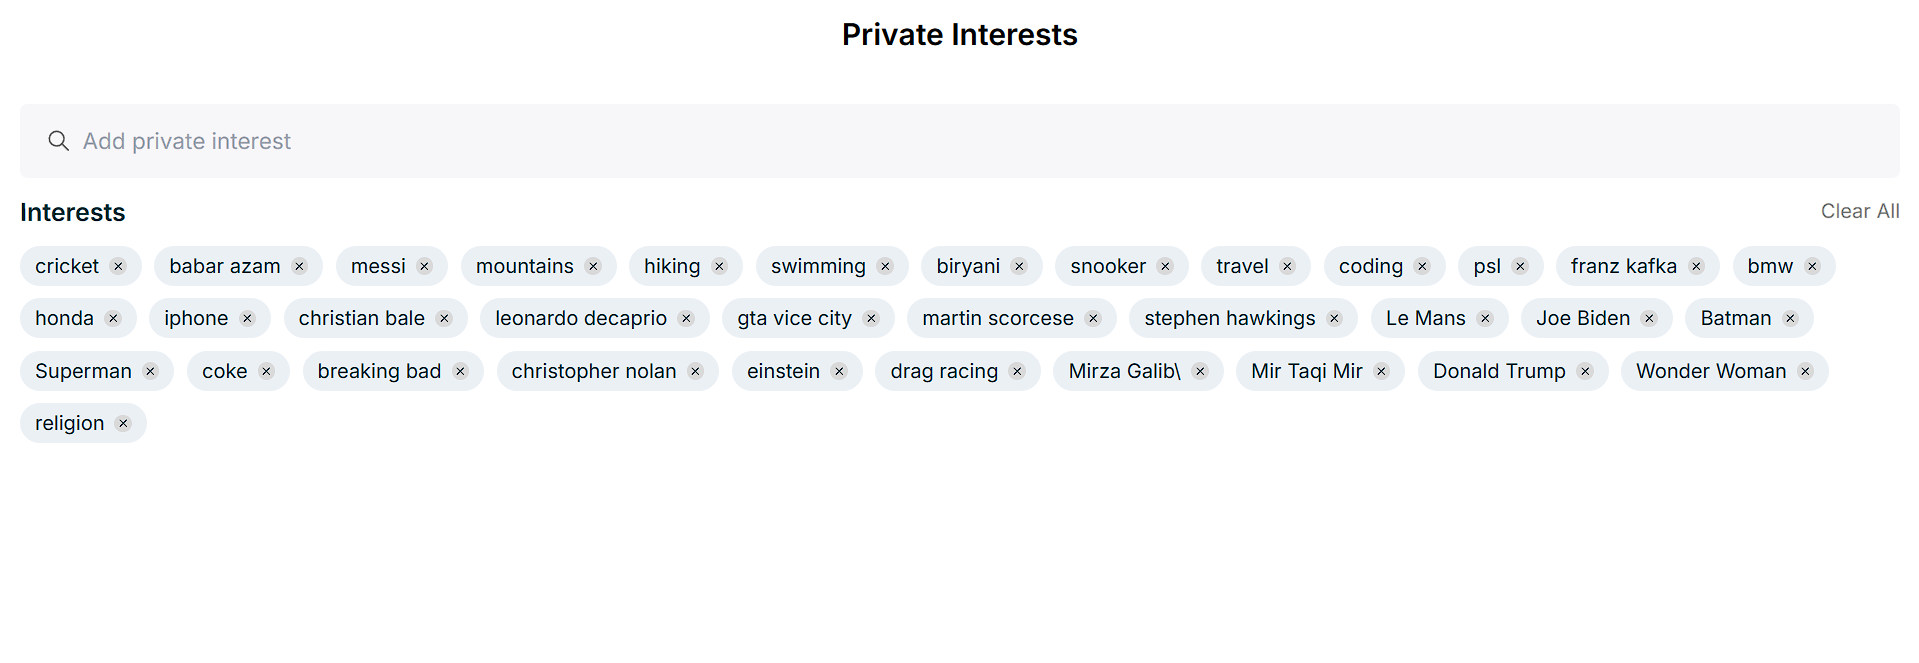 Private Interests
Add private interest
Interests Clear All
cricket babar azam messi mountains hiking swimming biryani snooker travel coding psl franz kafka bmw
honda iphone christian bale leonardo decaprio gta vice city martin scorcese stephen hawkings Le Mans Joe Biden Batman
Superman coke breaking bad christopher nolan einstein drag racing Mirza Galib\ Mir Taqi Mir Donald Trump Wonder Woman
religion